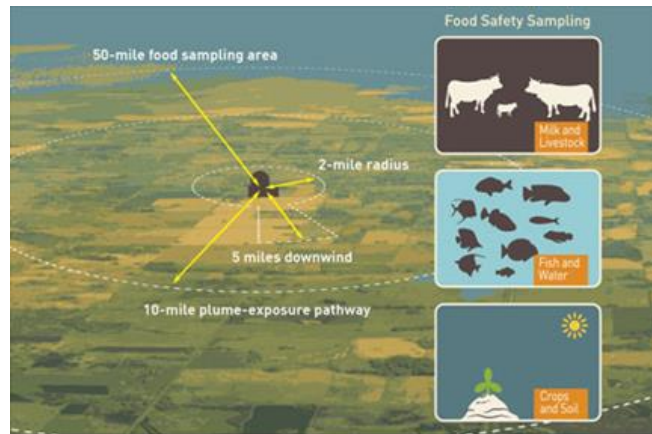 Food Safety Sampling
50-mile food sampling area
Milk and
Livestock
2-mile radius
5 miles downwind
Fish and
Water
10-mile plume-exposure pathway
Crops
and Soil